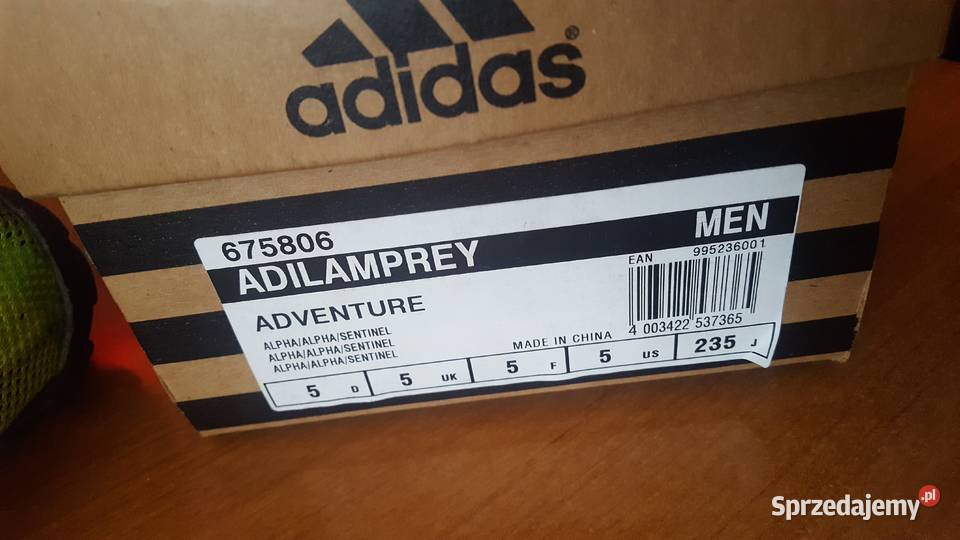 adidas®
675806
ADILAMPREY MEN
EAN 995236001
ADVENTURE
ALPHA/ALPHA/SENTINEL
ALPHA/ALPHA/SENTINEL
ALPHA/ALPHA/SENTINEL
4 003422 537365
MADE IN CHINA
5 D 5 UK 5 F 5 US 235 J
Sprzedajemy.pl